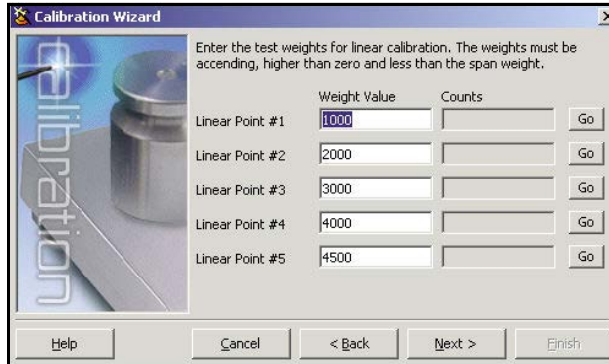 Calibration Wizard
Calibration
Enter the test weights for linear calibration. The weights must be
accending, higher than zero and less than the span weight.
Weight Value Counts
Linear Point #1 1000 Go
Linear Point #2 2000 Go
Linear Point #3 3000 Go
Linear Point #4 4000 Go
Linear Point #5 4500 Go
Help Cancel < Back Next > Finish